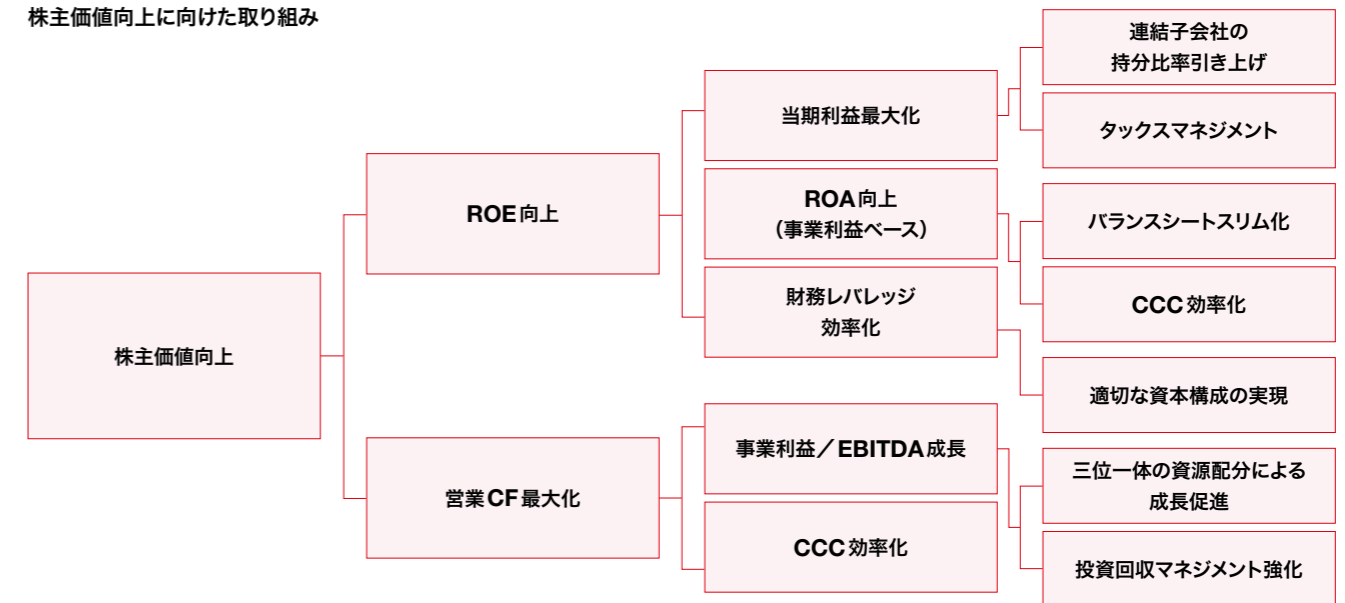 株主価値向上に向けた取り組み
株主価値向上
ROE向上
営業CF最大化
当期利益最大化
ROA向上
（事業利益ベース）
財務レバレッジ
効率化
事業利益／EBITDA成長
CCC効率化
連結子会社の
持分比率引き上げ
タックスマネジメント
バランスシートスリム化
CCC効率化
適切な資本構成の実現
三位一体の資源配分による
成長促進
投資回収マネジメント強化